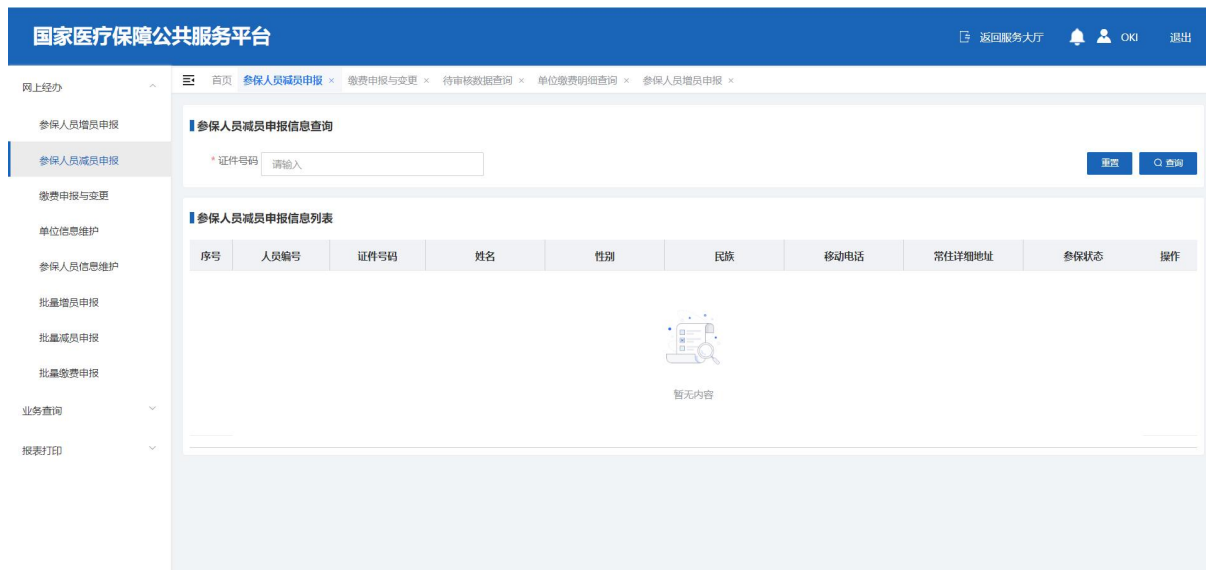 国家医疗保障公共服务平台
返回服务大厅 OKI 退出
网上经办
参保人员增员申报
参保人员减员申报
缴费申报与变更
单位信息维护
参保人员信息维护
批量增员申报
批量减员申报
批量缴费申报
业务查询
报表打印
首页 参保人员减员申报 × 缴费申报与变更 × 待审核数据查询 × 单位缴费明细查询 × 参保人员增员申报 ×
参保人员减员申报信息查询
* 证件号码 请输入 重置 查询
参保人员减员申报信息列表
序号 人员编号 证件号码 姓名 性别 民族 移动电话 常住详细地址 参保状态 操作
暂无内容